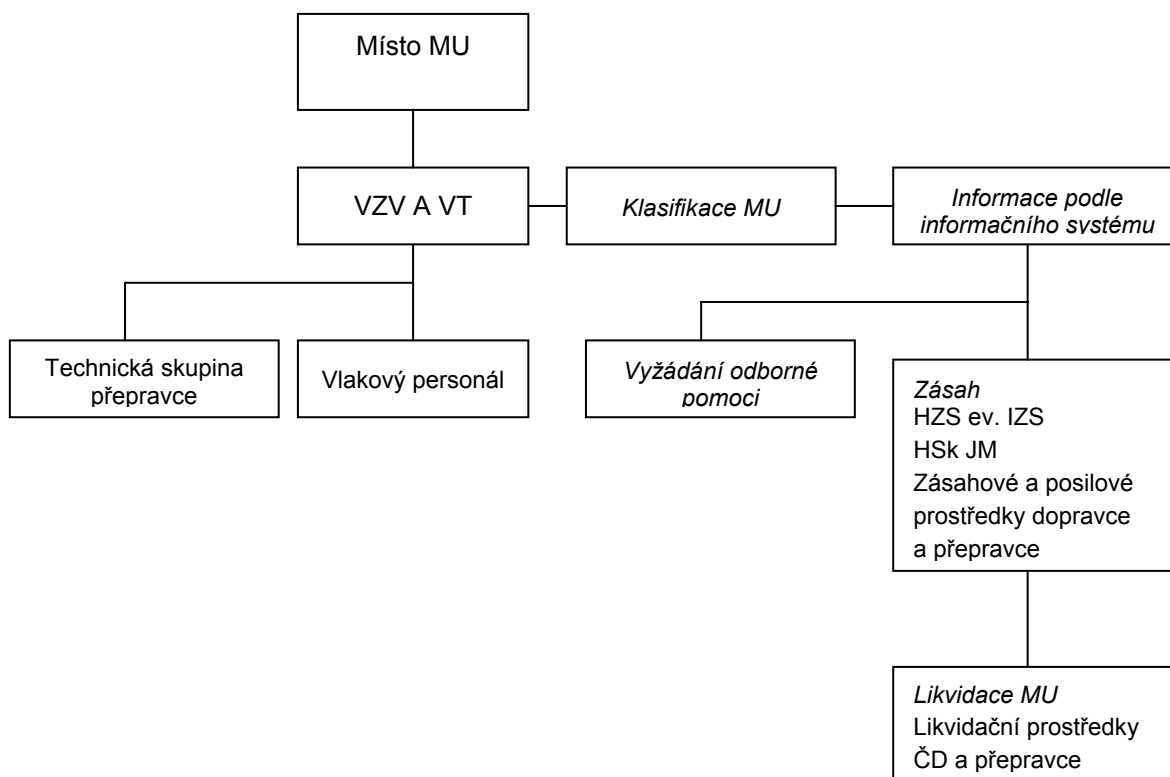 Místo MU
VZV A VT
Klasifikace MU
Informace podle
informačního systému
Technická skupina
přepravce
Vlakový personál
Vyžádání odborné
pomoci
Zásah
HZS ev. IZS
HSk JM
Zásahové a posilové
prostředky dopravce
a přepravce
Likvidace MU
Likvidační prostředky
ČD a přepravce